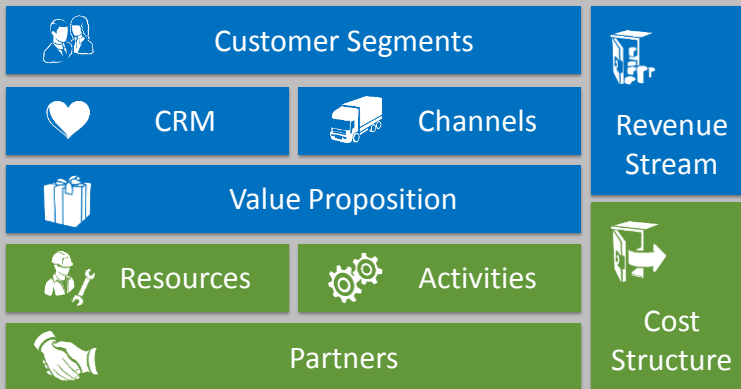 Customer Segments
CRM
Channels
Value Proposition
Resources
Activities
Partners
Revenue
Stream
Cost
Structure